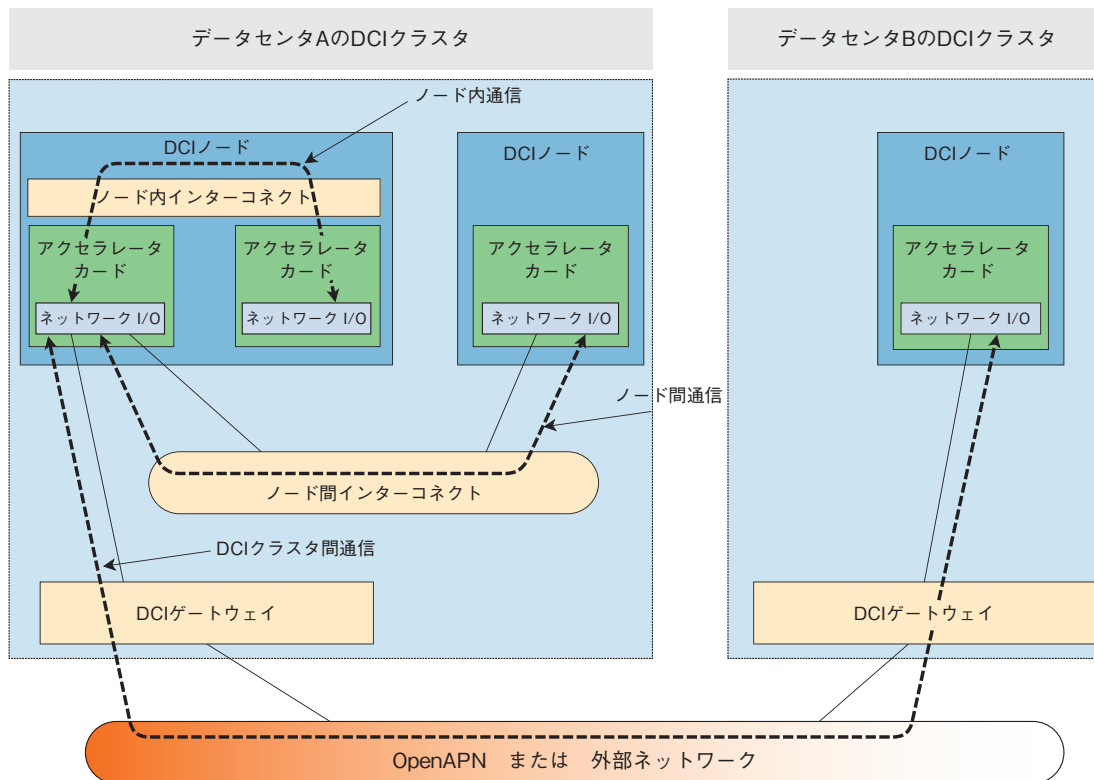 データセンタAのDCIクラスタ
データセンタBのDCIクラスタ
ノード内通信
DCIノード
DCIノード
DCIノード
ノード内インターコネクト
アクセラレータ
カード
アクセラレータ
カード
アクセラレータ
カード
アクセラレータ
カード
ネットワーク I/O
ネットワーク I/O
ネットワーク I/O
ネットワーク I/O
ノード間通信
ノード間インターコネクト
DCIクラスタ間通信
DCIゲートウェイ
DCIゲートウェイ
OpenAPN または 外部ネットワーク